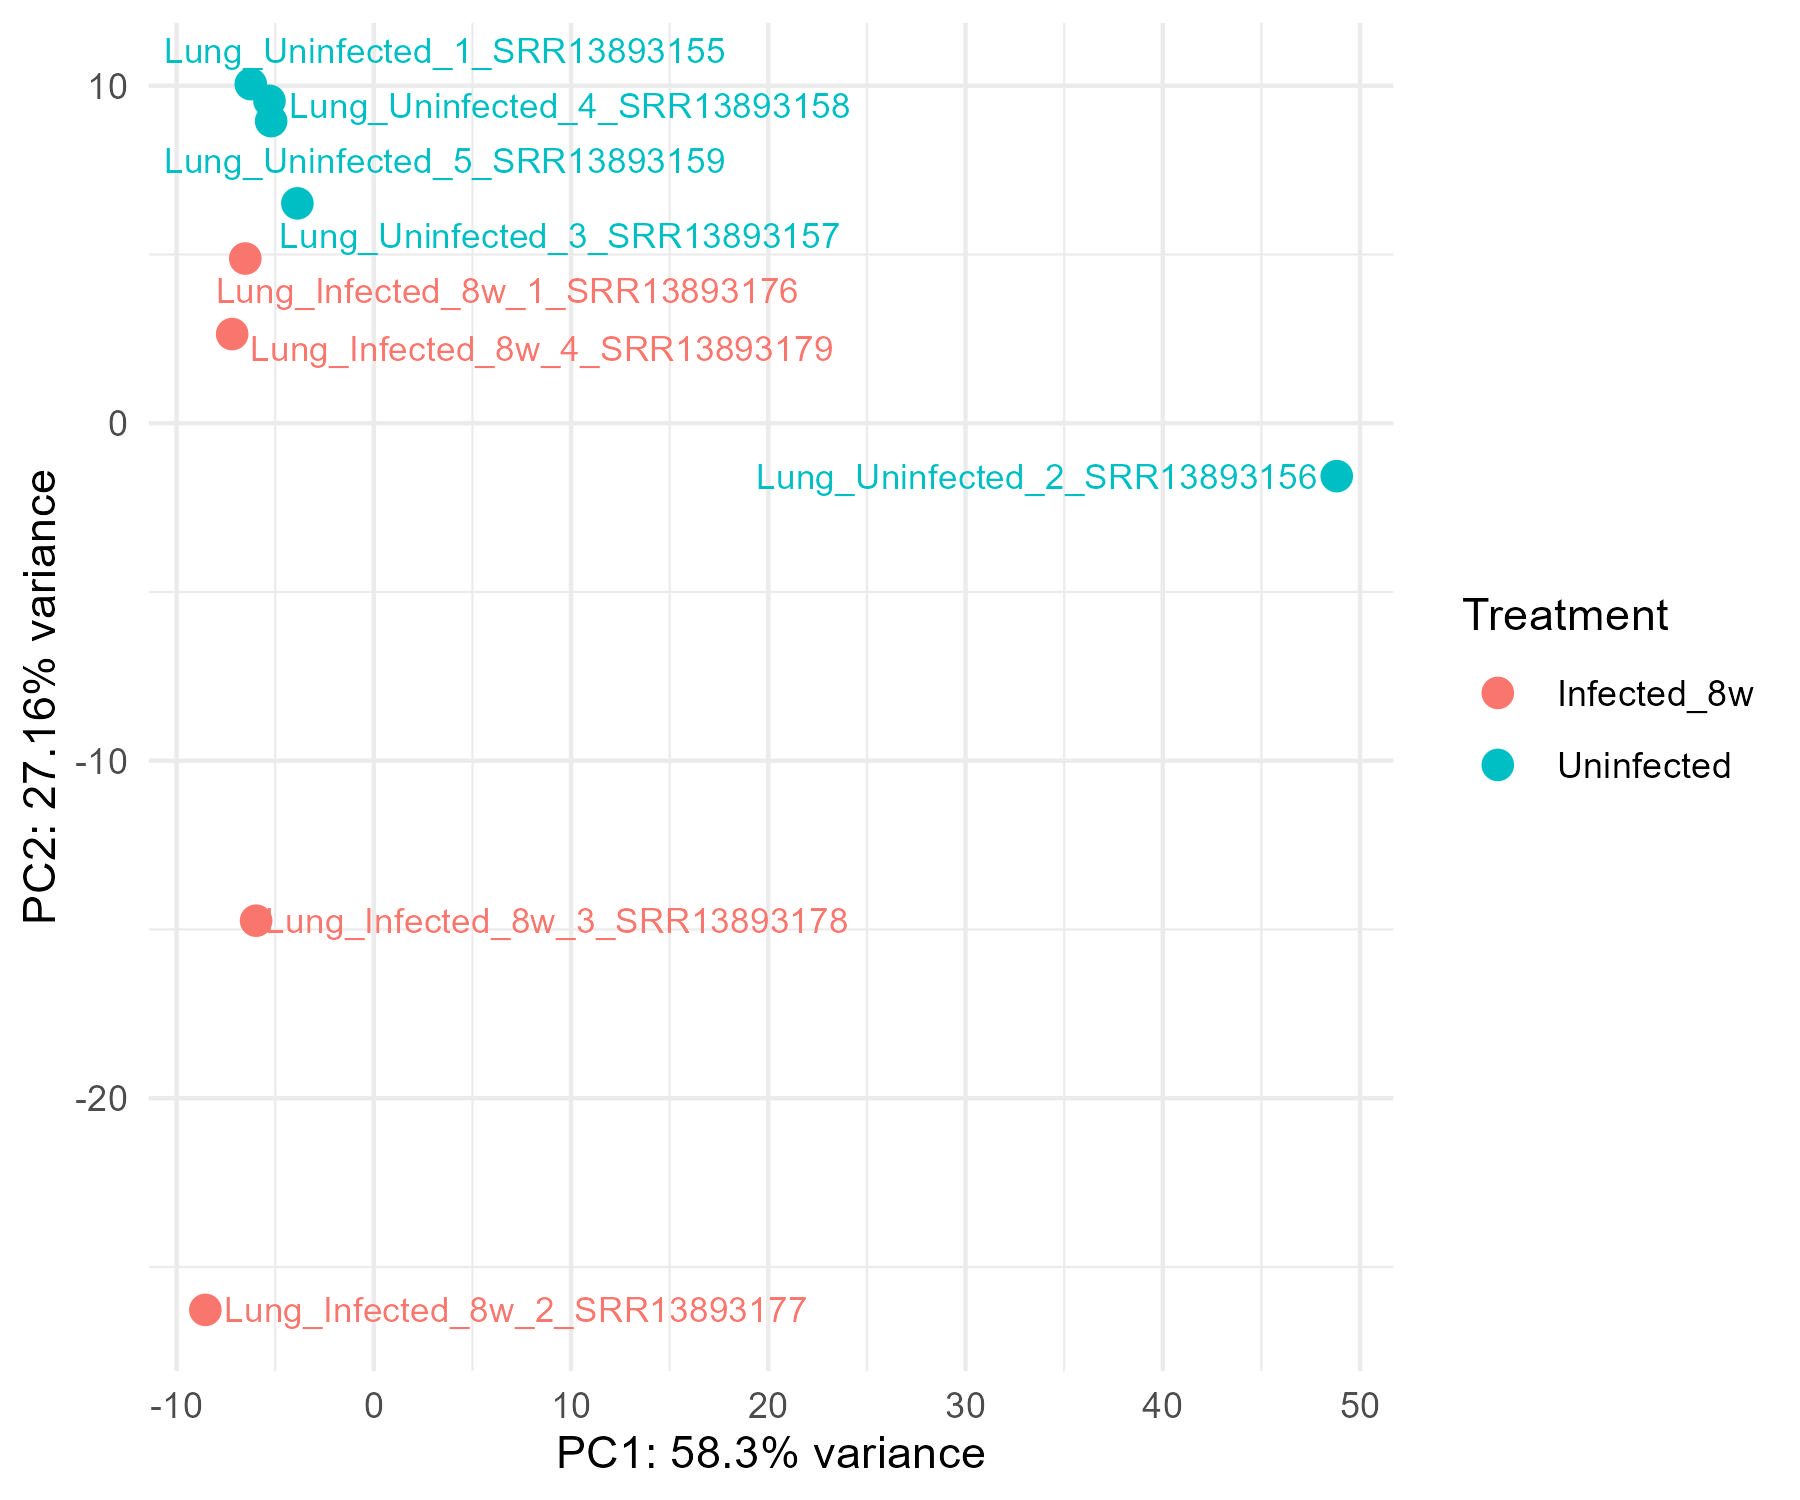 Lung_Uninfected_1_SRR13893155
10
Lung_Uninfected_4_SRR13893158
Lung_Uninfected_5_SRR13893159
Lung_Uninfected_3_SRR13893157
Lung_Infected_8w_1_SRR13893176
Lung_Infected_8w_4_SRR13893179
0
Lung_Uninfected_2_SRR13893156
PC2: 27.16% variance
Treatment
Infected_8w
Uninfected
-10
Lung_Infected_8w_3_SRR13893178
-20
Lung_Infected_8w_2_SRR13893177
-10 0 10 20 30 40 50
PC1: 58.3% variance